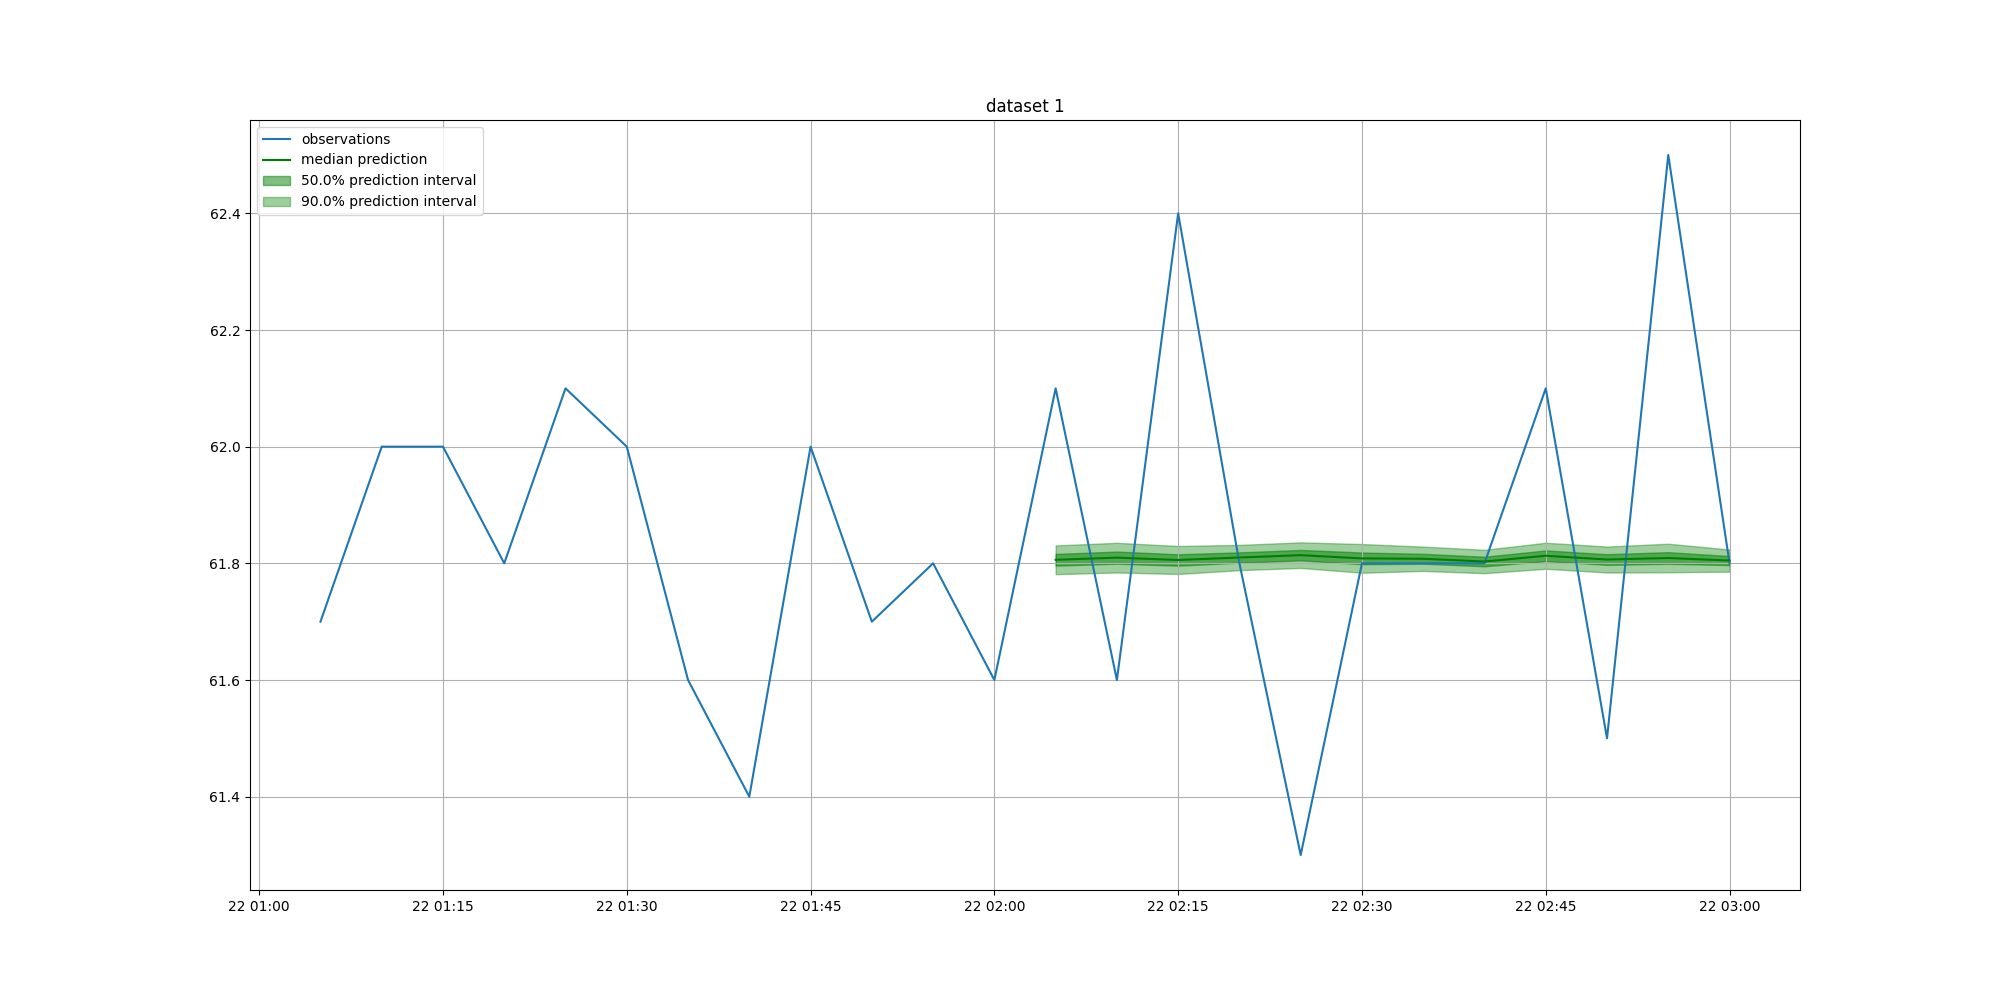 dataset 1
observations
median prediction
50.0% prediction interval
90.0% prediction interval
62.4
62.2
62.0
61.8
61.6
61.4
22 01:00 22 01:15 22 01:30 22 01:45 22 02:00 22 02:15 22 02:30 22 02:45 22 03:00